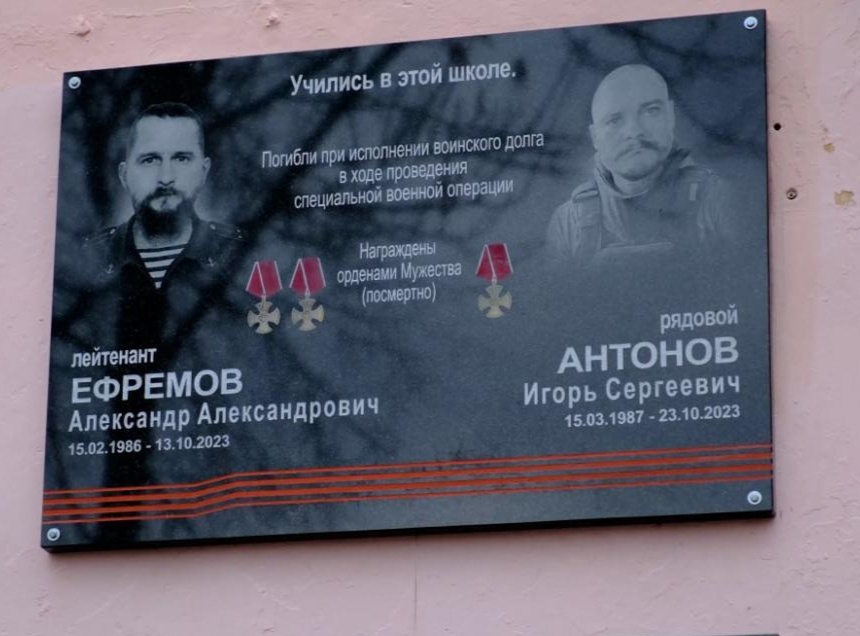 Учились в этой школе.
Погибли при исполнении воинского долга
в ходе проведения
специальной военной операции
Награждены
орденами Мужества
(посмертно)
лейтенант
ЕФРЕМОВ
Александр Александрович
15.02.1986 - 13.10.2023
рядовой
АНТОНОВ
Игорь Сергеевич
15.03.1987 - 23.10.2023